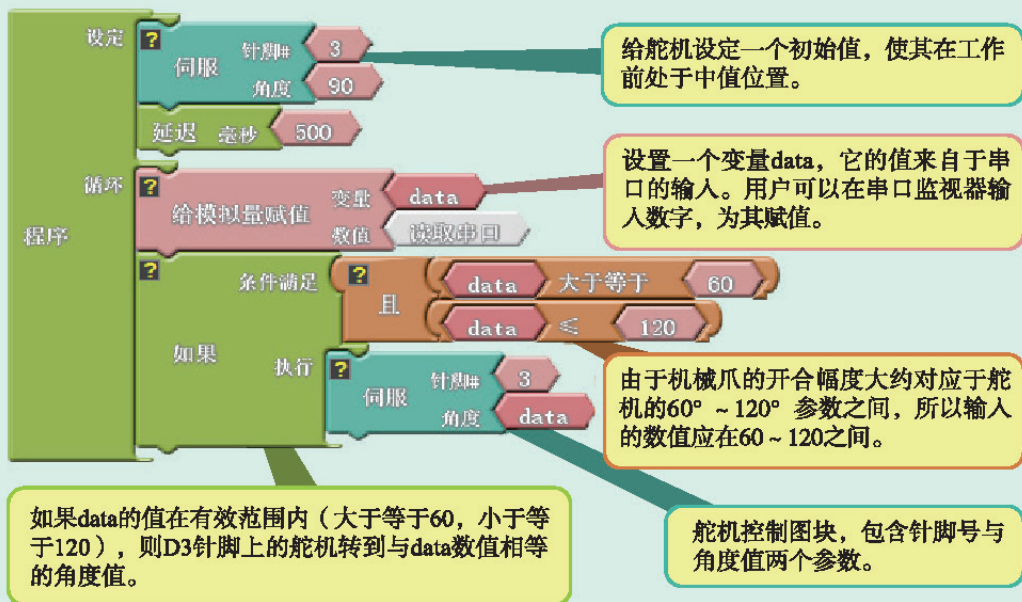 设定
伺服
针脚#
3
角度
90
延迟 毫秒 500
循环
给模拟量赋值
变量
data
数值
读取串口
程序
如果
条件满足
且
data 大于等于 60
data ≤ 120
执行
伺服
针脚#
3
角度
data
给舵机设定一个初始值，使其在工作
前处于中值位置。
设置一个变量data，它的值来自于串
口的输入。用户可以在串口监视器输
入数字，为其赋值。
由于机械爪的开合幅度大约对应于舵
机的60°～120° 参数之间，所以输入
的数值应在60～120之间。
舵机控制图块，包含针脚号与
角度值两个参数。
如果data的值在有效范围内（大于等于60，小于等
于120），则D3针脚上的舵机转到与data数值相等
的角度值。